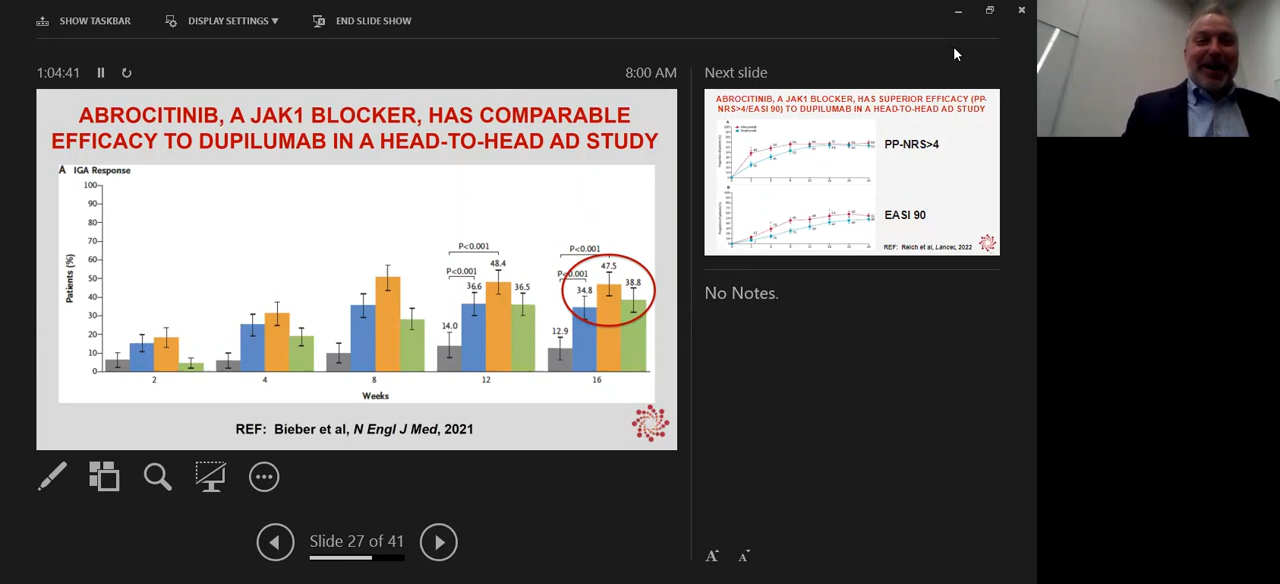 SHOW TASKBAR
DISPLAY SETTINGS ▼
END SLIDE SHOW
1:04:41
8:00 AM
ABROCITINIB, A JAK1 BLOCKER, HAS COMPARABLE
EFFICACY TO DUPILUMAB IN A HEAD-TO-HEAD AD STUDY
A IGA Response
Patients (%)
100
90
80
70
60
50
40
30
20
10
0
P<0.001
P<0.001
14.0
36.6
48.4
36.5
P<0.001
P<0.001
12.9
34.8
47.5
38.8
2
4
8
12
16
Weeks
REF: Bieber et al, N Engl J Med, 2021
Slide 27 of 41
Next slide
ABROCITINIB, A JAK1 BLOCKER, HAS SUPERIOR EFFICACY (PP-
NRS>4/EASI 90) TO DUPILUMAB IN A HEAD-TO-HEAD AD STUDY
PP-NRS>4
EASI 90
REF: Reich et al, Lancet, 2022
No Notes.
A
A